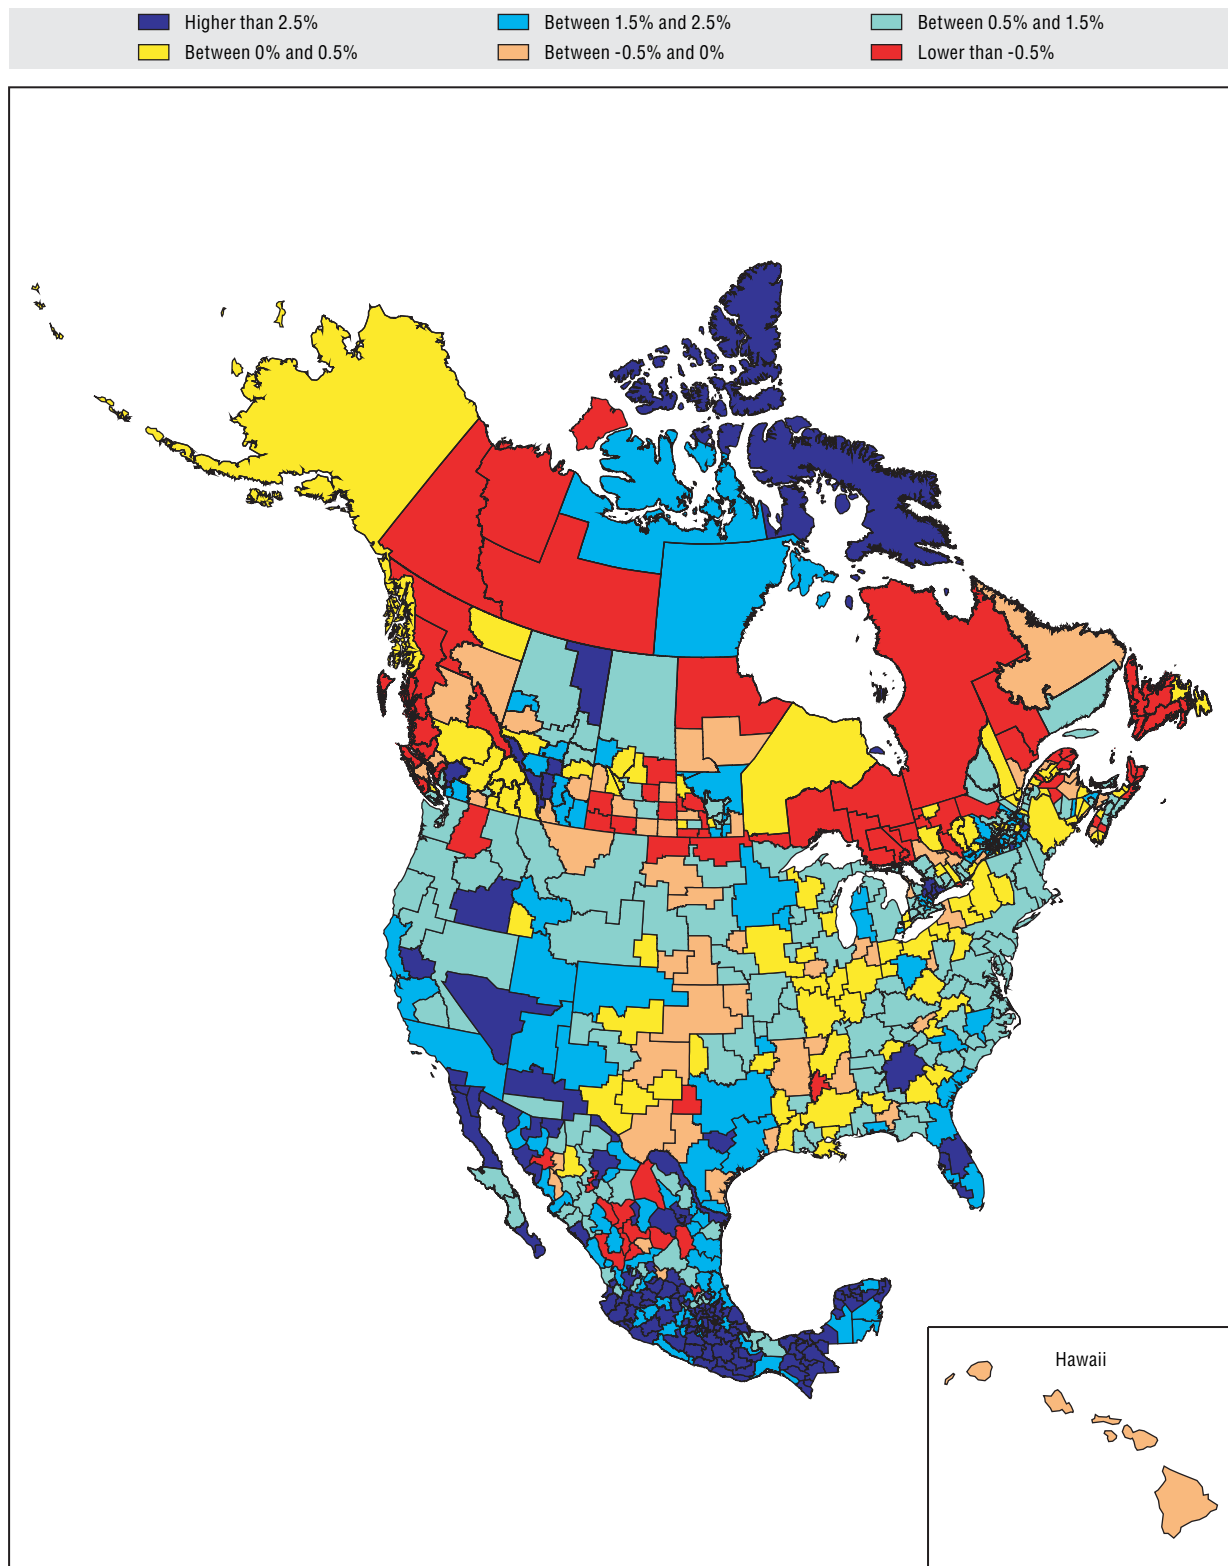 Higher than 2.5% Between 1.5% and 2.5% Between 0.5% and 1.5%
Between 0% and 0.5% Between -0.5% and 0% Lower than -0.5%
Hawaii